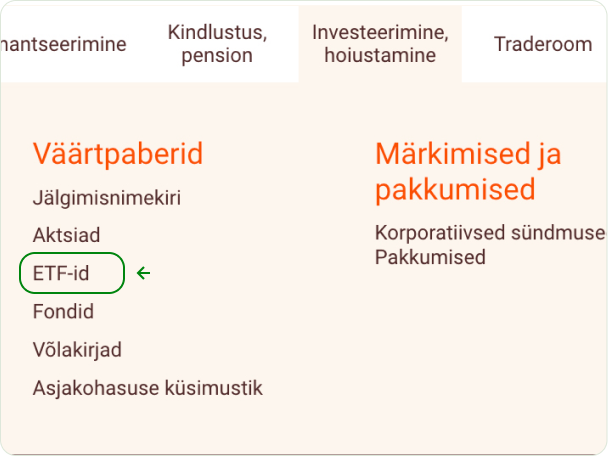 Kindlustus,
pension
Investeerimine,
hoiustamine
Traderoom
Väärtpaberid
Jälgimisnimekiri
Aktsiad
ETF-id
Fondid
Võlakirjad
Asjakohasuse küsimustik
Märkimised ja
pakkumised
Korporatiivsed sündmuse
Pakkumised